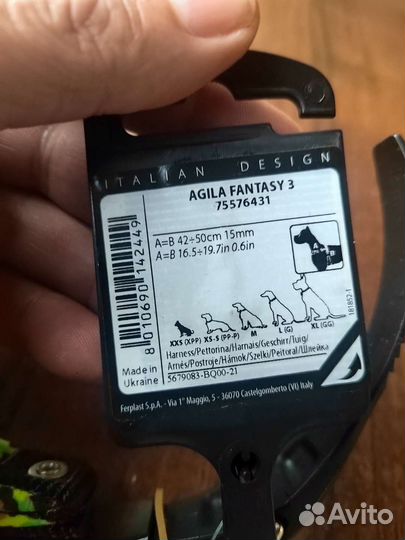 ITALIAN DESIGN
AGILA FANTASY 3
75576431
A=B 42÷50cm 15mm
A=B 16.5÷19.7in 0.6in
A
B
8 010690 142449
181852-1
XXS (XPP) XS-S (PP-P) M L (G) XL (GG)
Harness/Pettorina/Harnais/Geschirr/Tuig/
Arnés/Postroje/Hámok/Szelki/Peitoral/Шлейка
Made in
Ukraine
5679083-BQ00-21
Ferplast S.p.A. - Via 1° Maggio, 5 - 36070 Castelgomberto (VI) Italy
Avito